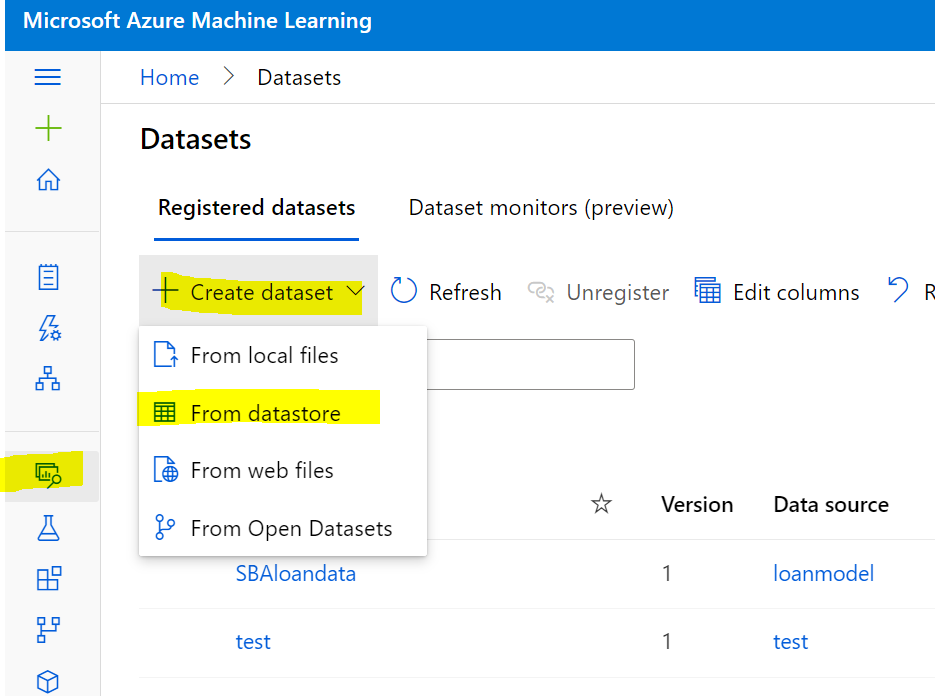 Microsoft Azure Machine Learning
Home > Datasets
Datasets
Registered datasets Dataset monitors (preview)
Create dataset Refresh Unregister Edit columns R
From local files
From datastore
From web files
From Open Datasets
Version Data source
SBAloandata 1 loanmodel
test 1 test